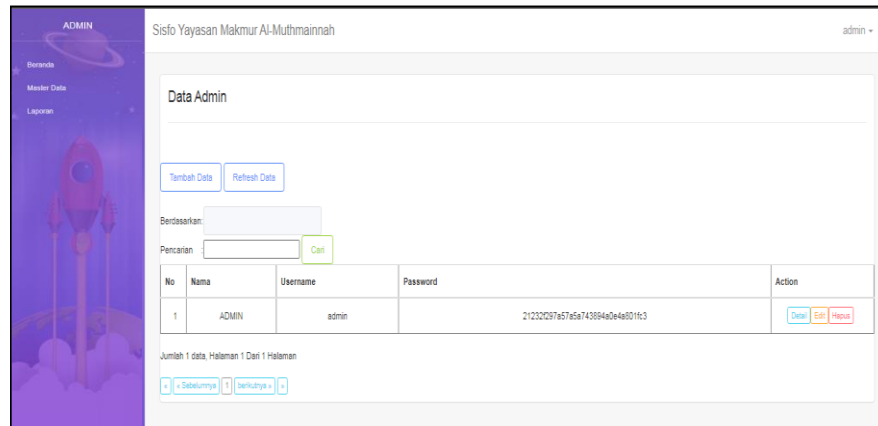 ADMIN
Sisfo Yayasan Makmur Al-Muthmainnah
admin
Beranda
Master Data
Laporan
Data Admin
Tambah Data
Refresh Data
Berdasarkan:
Pencarian :
Cari
No Nama Username Password Action
1 ADMIN admin 21232f297a57a5a743894a0e4a801fc3 Detail Edit Hapus
Jumlah 1 data, Halaman 1 Dari 1 Halaman
« « Sebelumnya 1 berikutnya » »